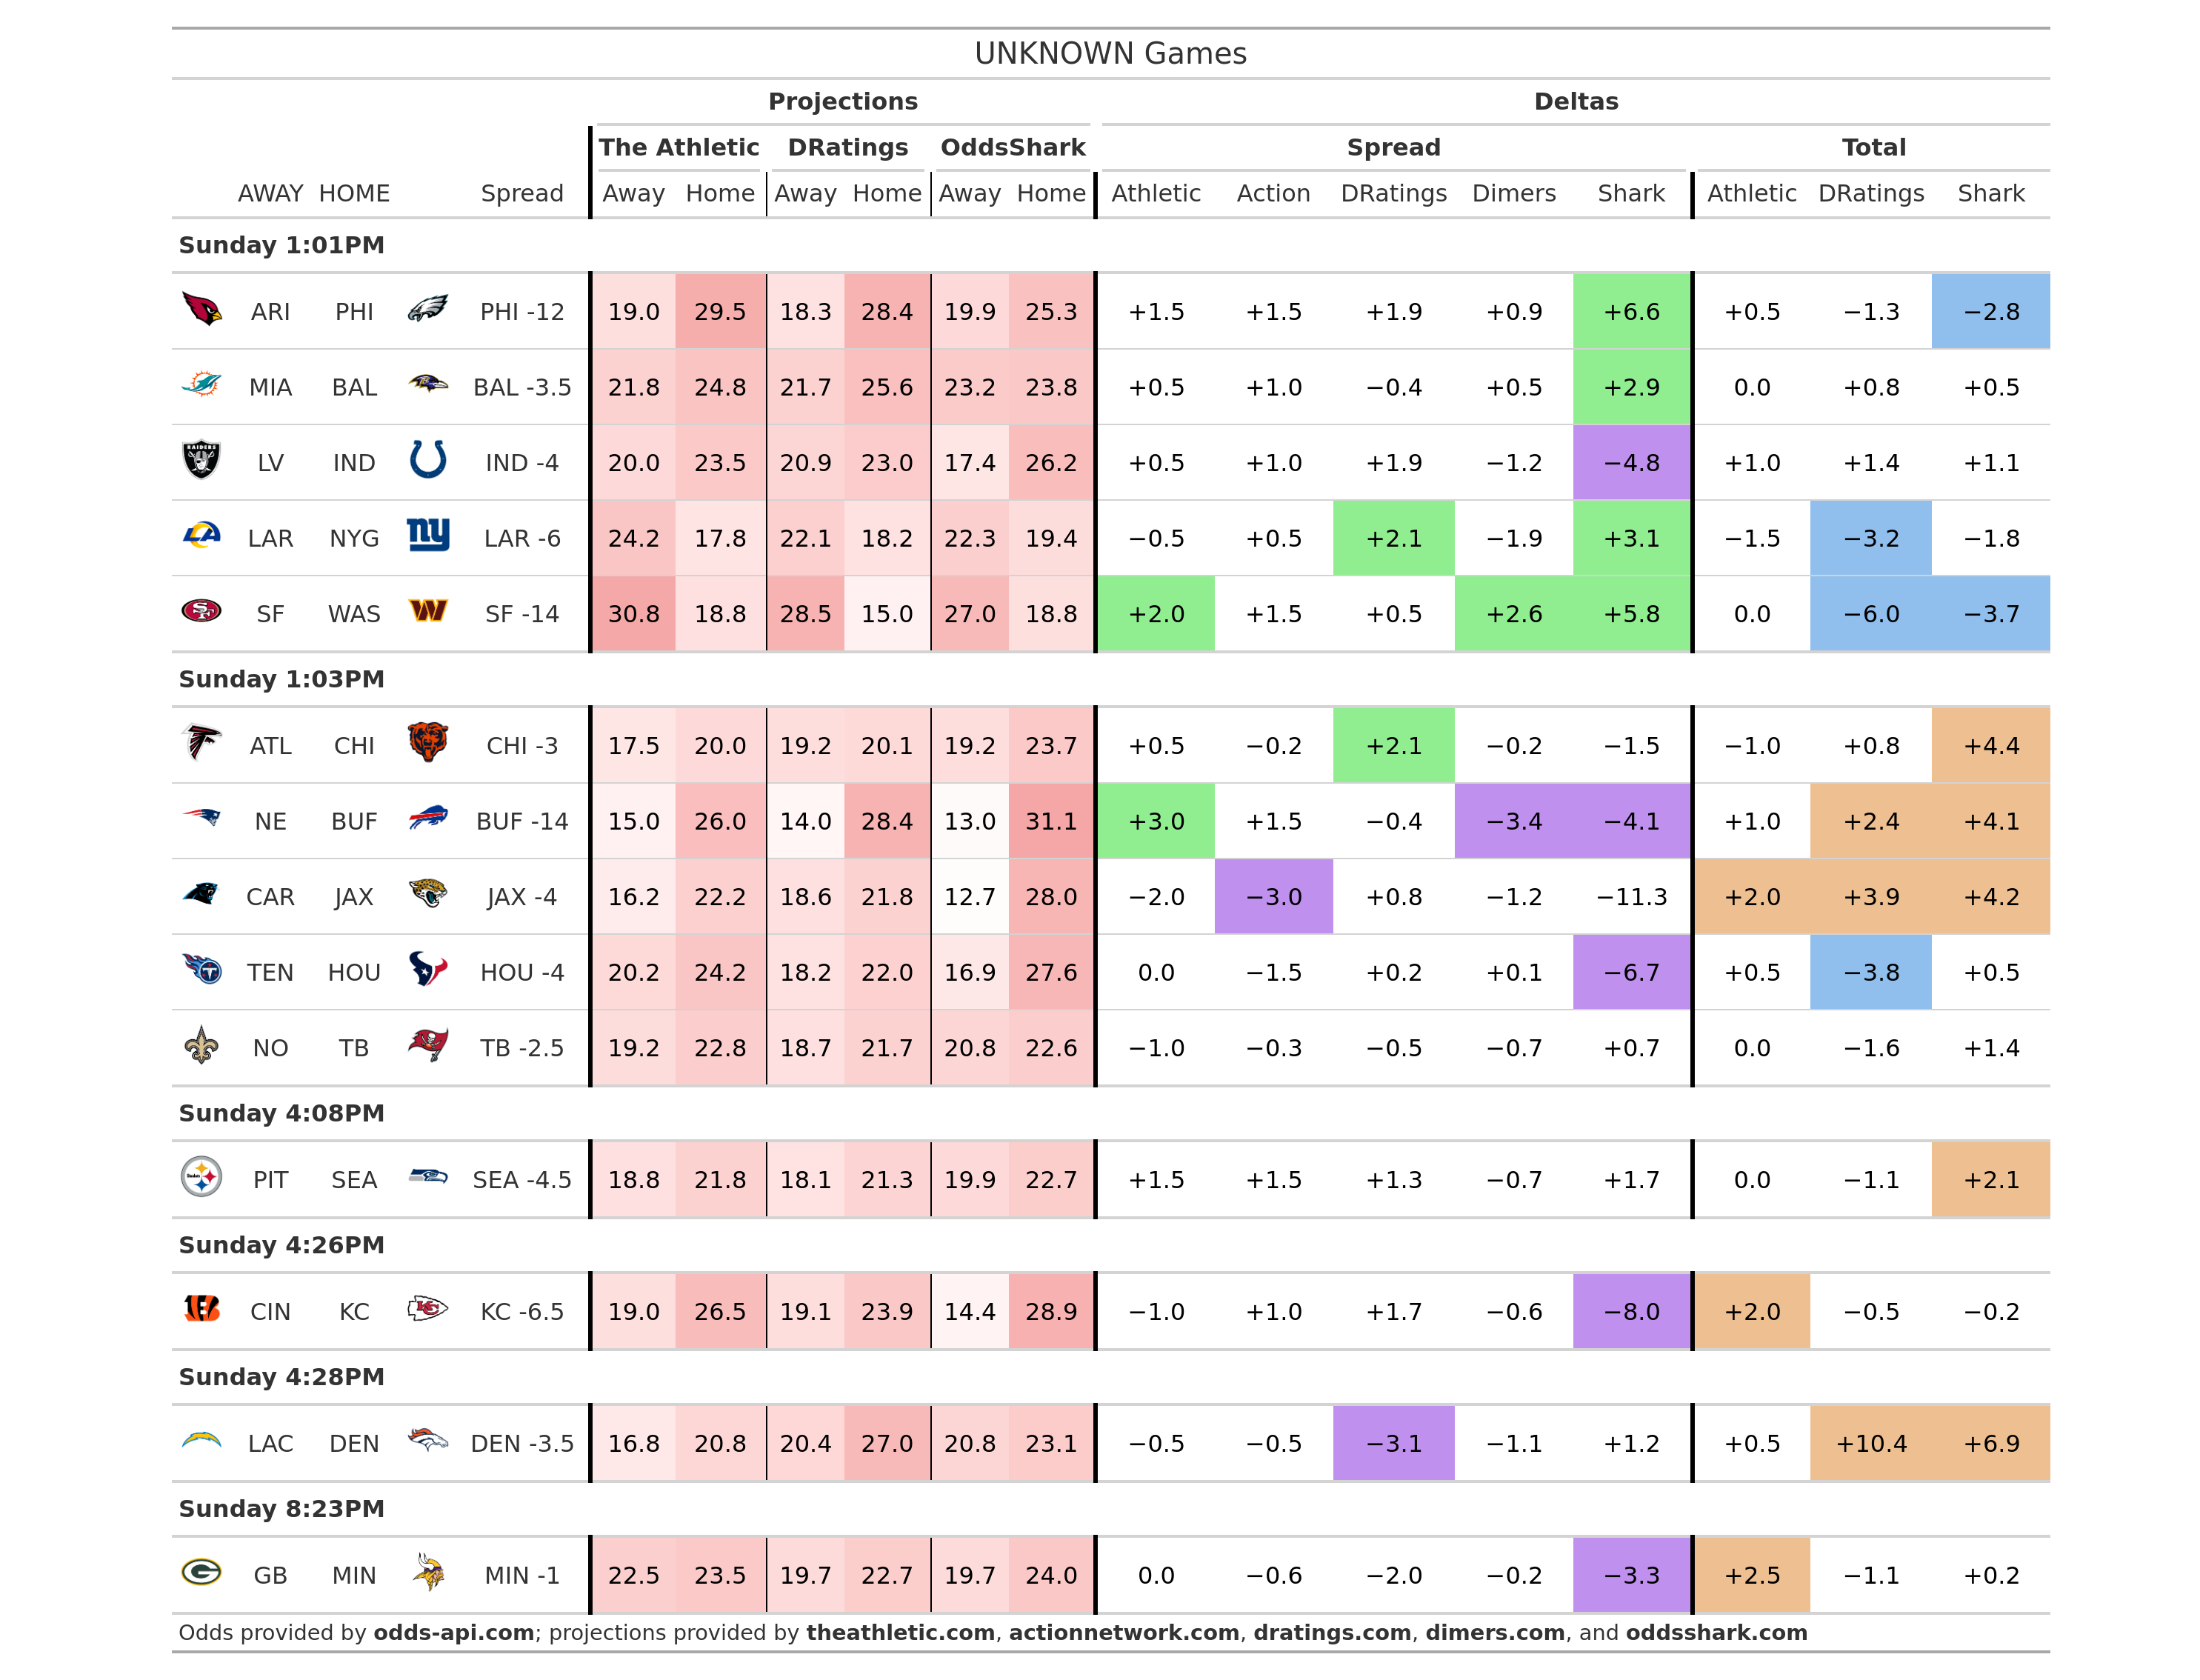 UNKNOWN Games
Projections Deltas
The Athletic DRatings OddsShark Spread Total
AWAY HOME Spread Away Home Away Home Away Home Athletic Action DRatings Dimers Shark Athletic DRatings Shark
Sunday 1:01PM
ARI PHI PHI -12 19.0 29.5 18.3 28.4 19.9 25.3 +1.5 +1.5 +1.9 +0.9 +6.6 +0.5 −1.3 −2.8
MIA BAL BAL -3.5 21.8 24.8 21.7 25.6 23.2 23.8 +0.5 +1.0 −0.4 +0.5 +2.9 0.0 +0.8 +0.5
RAIDERS LV IND IND -4 20.0 23.5 20.9 23.0 17.4 26.2 +0.5 +1.0 +1.9 −1.2 −4.8 +1.0 +1.4 +1.1
LA LAR NYG ny LAR -6 24.2 17.8 22.1 18.2 22.3 19.4 −0.5 +0.5 +2.1 −1.9 +3.1 −1.5 −3.2 −1.8
SF SF WAS W SF -14 30.8 18.8 28.5 15.0 27.0 18.8 +2.0 +1.5 +0.5 +2.6 +5.8 0.0 −6.0 −3.7
Sunday 1:03PM
ATL CHI CHI -3 17.5 20.0 19.2 20.1 19.2 23.7 +0.5 −0.2 +2.1 −0.2 −1.5 −1.0 +0.8 +4.4
NE BUF BUF -14 15.0 26.0 14.0 28.4 13.0 31.1 +3.0 +1.5 −0.4 −3.4 −4.1 +1.0 +2.4 +4.1
CAR JAX JAX -4 16.2 22.2 18.6 21.8 12.7 28.0 −2.0 −3.0 +0.8 −1.2 −11.3 +2.0 +3.9 +4.2
T TEN HOU HOU -4 20.2 24.2 18.2 22.0 16.9 27.6 0.0 −1.5 +0.2 +0.1 −6.7 +0.5 −3.8 +0.5
NO TB TB -2.5 19.2 22.8 18.7 21.7 20.8 22.6 −1.0 −0.3 −0.5 −0.7 +0.7 0.0 −1.6 +1.4
Sunday 4:08PM
Steelers PIT SEA SEA -4.5 18.8 21.8 18.1 21.3 19.9 22.7 +1.5 +1.5 +1.3 −0.7 +1.7 0.0 −1.1 +2.1
Sunday 4:26PM
B CIN KC KC KC -6.5 19.0 26.5 19.1 23.9 14.4 28.9 −1.0 +1.0 +1.7 −0.6 −8.0 +2.0 −0.5 −0.2
Sunday 4:28PM
LAC DEN DEN -3.5 16.8 20.8 20.4 27.0 20.8 23.1 −0.5 −0.5 −3.1 −1.1 +1.2 +0.5 +10.4 +6.9
Sunday 8:23PM
G GB MIN MIN -1 22.5 23.5 19.7 22.7 19.7 24.0 0.0 −0.6 −2.0 −0.2 −3.3 +2.5 −1.1 +0.2
Odds provided by odds-api.com; projections provided by theathletic.com, actionnetwork.com, dratings.com, dimers.com, and oddsshark.com